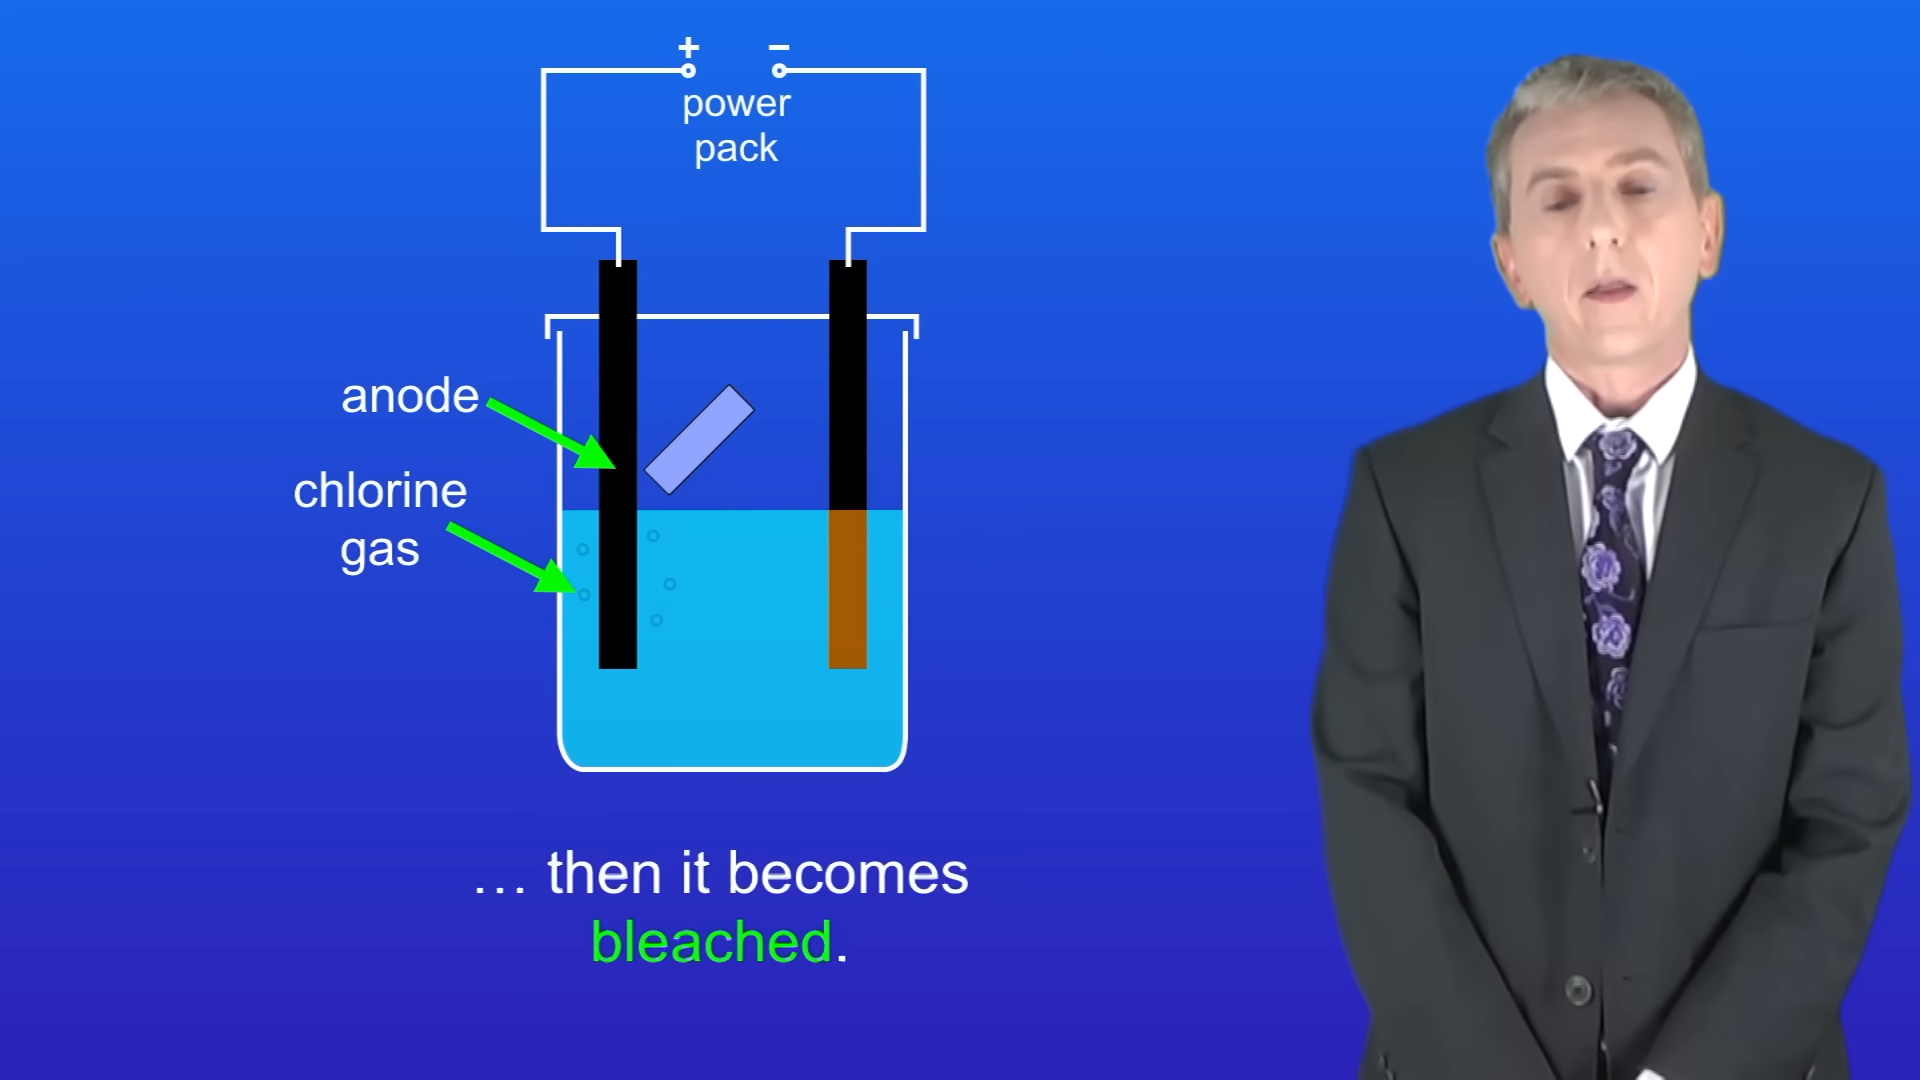 + −
power
pack
anode
chlorine
gas
… then it becomes
bleached.